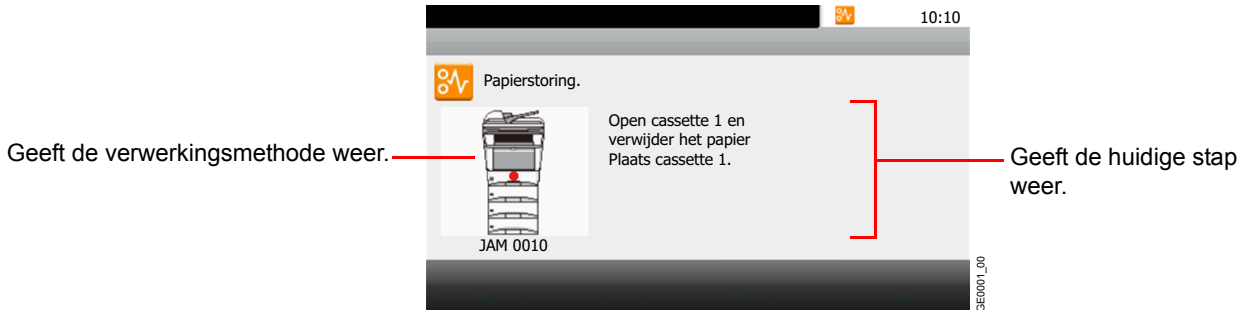 10:10
Papierstoring.
Geeft de verwerkingsmethode weer.
Open cassette 1 en
verwijder het papier
Plaats cassette 1.
Geeft de huidige stap
weer.
JAM 0010
GE0001_00